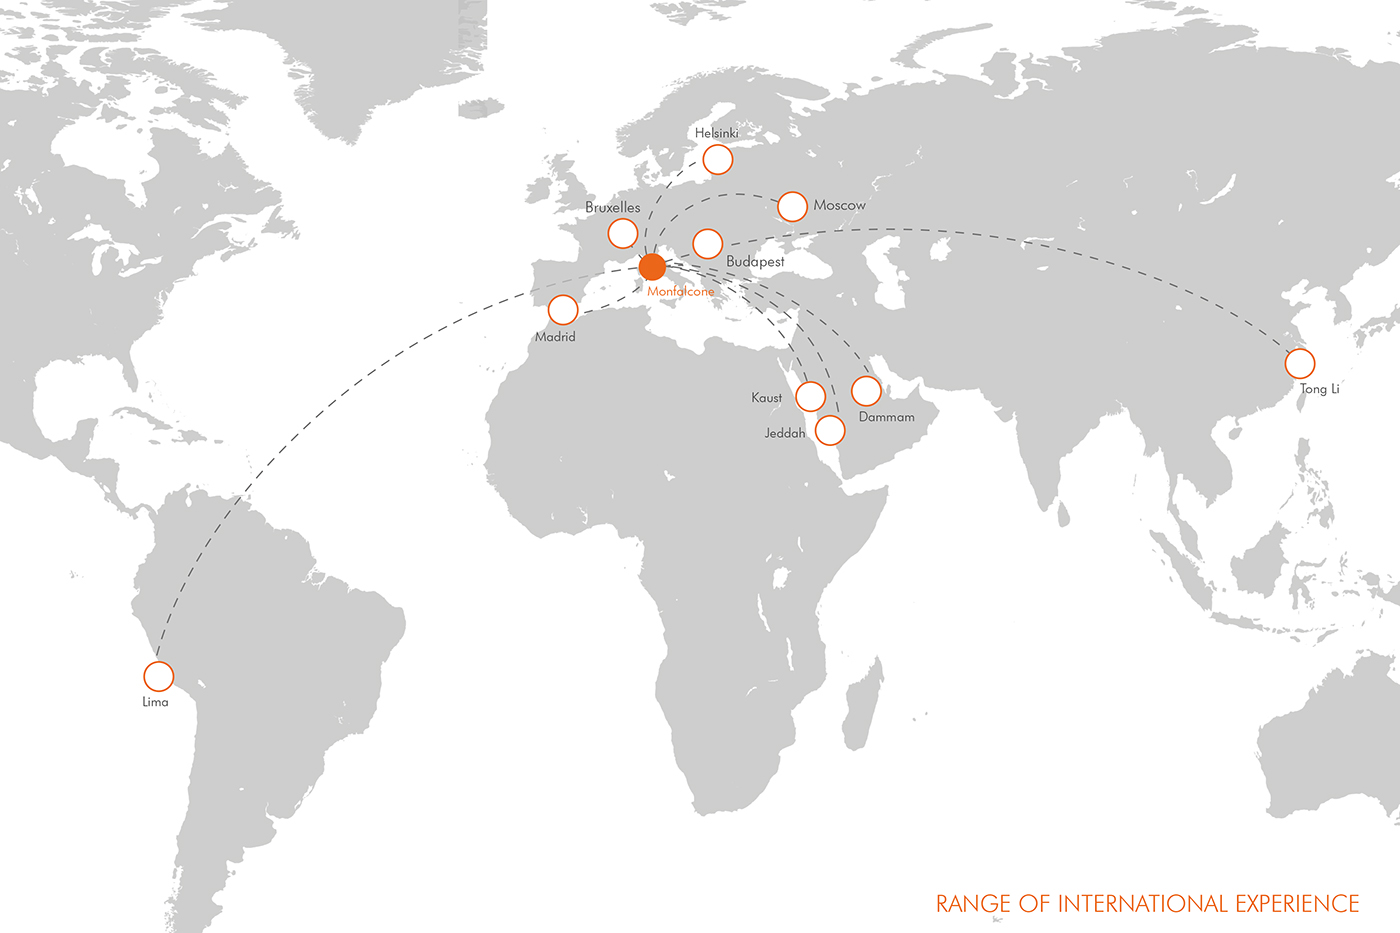 Helsinki
Bruxelles
Moscow
Budapest
Monfalcone
Madrid
Tong Li
Kaust
Dammam
Jeddah
Lima
RANGE OF INTERNATIONAL EXPERIENCE